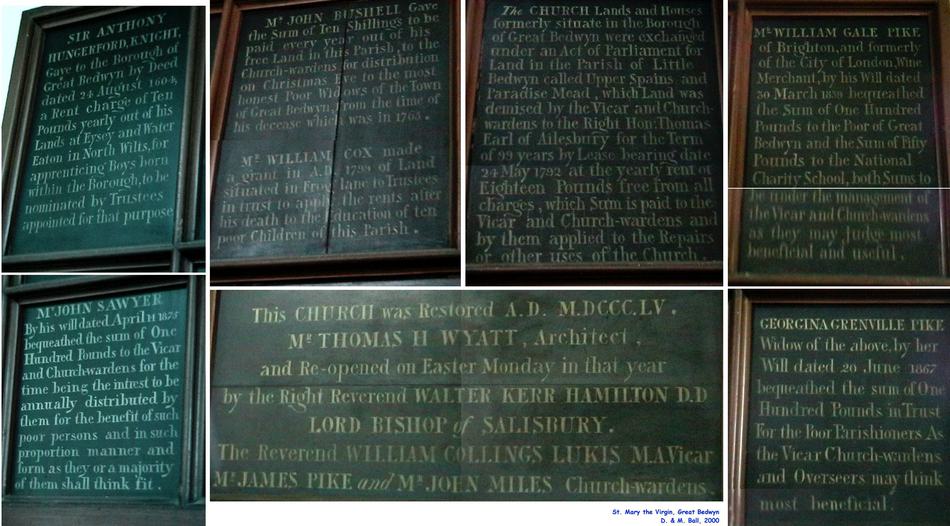 SIR ANTHONY
HUNGERFORD, KNIGHT,
Gave to the Borough of
Great Bedwyn by Deed
dated 24 August 1604,
a Rent charge of Ten
Pounds yearly out of his
Lands at Eysey and Water
Eaton in North Wilts, for
apprenticing Boys born
within the Borough, to be
nominated by Trustees
appointed for that purpose
Mr. JOHN BUSHELL Gave
the Sum of Ten Shillings to be
paid every year out of his
free Land in this Parish, to the
Church-wardens for distribution
on Christmas Eve to the most
honest Poor Widows of the Town
of Great Bedwyn, from the time of
his decease which was in 1765.
Mr. WILLIAM COX made
a grant in A.D. 1799 of Land
situated in Frog lane to Trustees
in trust to apply the rents after
his death to the Education of ten
poor Children of this Parish.
The CHURCH Lands and Houses
formerly situate in the Borough
of Great Bedwyn were exchanged
under an Act of Parliament for
Land in the Parish of Little
Bedwyn called Upper Spains and
Paradise Mead, which Land was
demised by the Vicar and Church-
wardens to the Right Hon: Thomas
Earl of Ailesbury for the Term
of 99 years by Lease bearing date
24 May 1792 at the yearly rent of
Eighteen Pounds free from all
charges, which Sum is paid to the
Vicar and Church-wardens and
by them applied to the Repairs
or other uses of the Church.
Mr. WILLIAM GALE PIKE
of Brighton, and formerly
of the City of London, Wine
Merchant, by his Will dated
30 March bequeathed
the Sum of One Hundred
Pounds to the Poor of Great
Bedwyn and the Sum of Fifty
Pounds to the National
Charity School, both Sums to
be under the management of
the Vicar and Church-wardens
as they may Judge most
beneficial and useful.
Mr. JOHN SAWYER
By his will dated April 11 1875
bequeathed the sum of One
Hundred Pounds to the Vicar
and Church-wardens for the
time being the intrest to be
annually distributed by
them for the benefit of such
poor persons and in such
proportion manner and
form as they or a majority
of them shall think fit.
This CHURCH was Restored A.D. M.DCCC.LV.
Mr THOMAS H WYATT, Architect,
and Re-opened on Easter Monday in that year
by the Right Reverend WALTER KERR HAMILTON D.D
LORD BISHOP of SALISBURY.
The Reverend WILLIAM COLLINGS LUKIS M.A. Vicar
Mr. JAMES PIKE and Mr JOHN MILES Church-wardens.
GEORGINA GRENVILLE PIKE
Widow of the above, by her
Will dated 20 June 1867
bequeathed the sum of One
Hundred Pounds in Trust
For the Poor Parishioners As
the Vicar Church-wardens
and Overseers may think
most beneficial.
St. Mary the Virgin, Great Bedwyn
D. & M. Ball, 2000